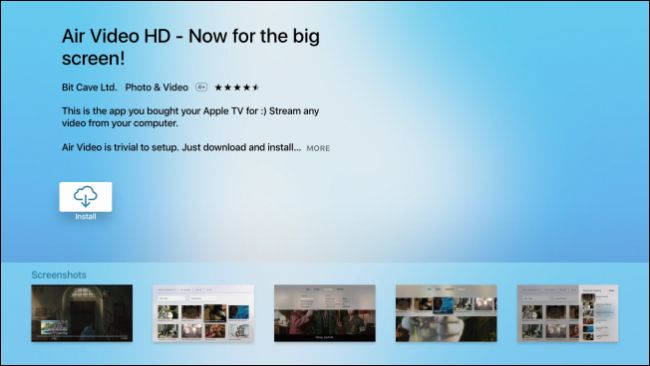 Air Video HD - Now for the big
screen!
Bit Cave Ltd. Photo & Video 4+ ★★★★⯪
This is the app you bought your Apple TV for :) Stream any
video from your computer.
Air Video is trivial to setup. Just download and install... MORE
Install
Screenshots